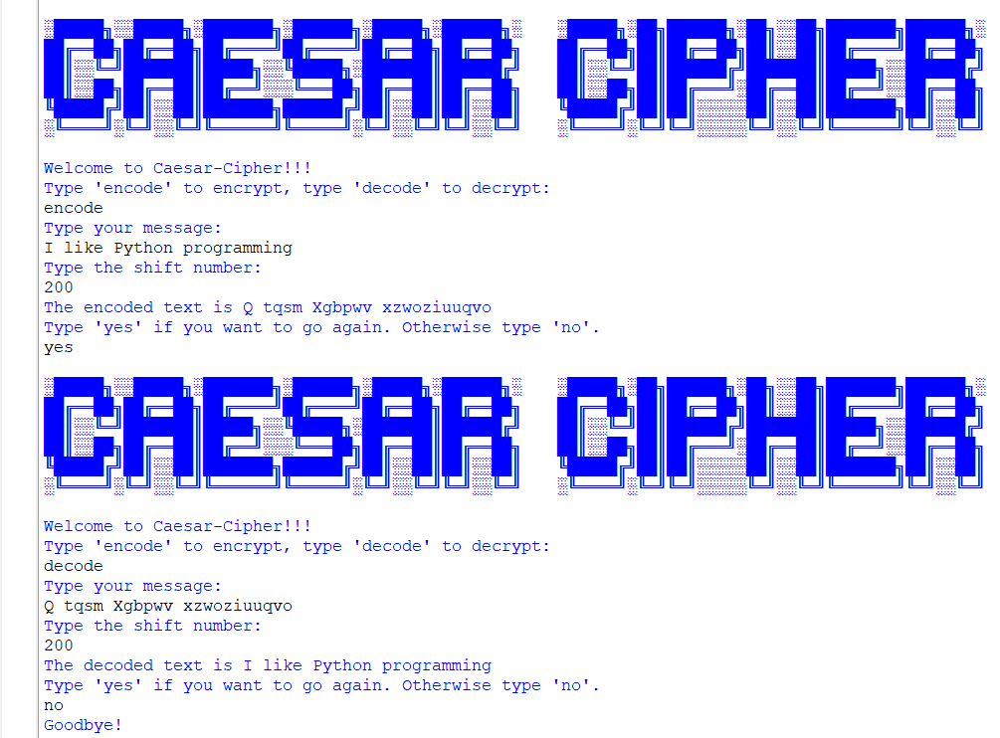 CAESAR CIPHER
Welcome to Caesar-Cipher!!!
Type 'encode' to encrypt, type 'decode' to decrypt:
encode
Type your message:
I like Python programming
Type the shift number:
200
The encoded text is Q tqsm Xgbpwv xzwoziuuqvo
Type 'yes' if you want to go again. Otherwise type 'no'.
yes
CAESAR CIPHER
Welcome to Caesar-Cipher!!!
Type 'encode' to encrypt, type 'decode' to decrypt:
decode
Type your message:
Q tqsm Xgbpwv xzwoziuuqvo
Type the shift number:
200
The decoded text is I like Python programming
Type 'yes' if you want to go again. Otherwise type 'no'.
no
Goodbye!